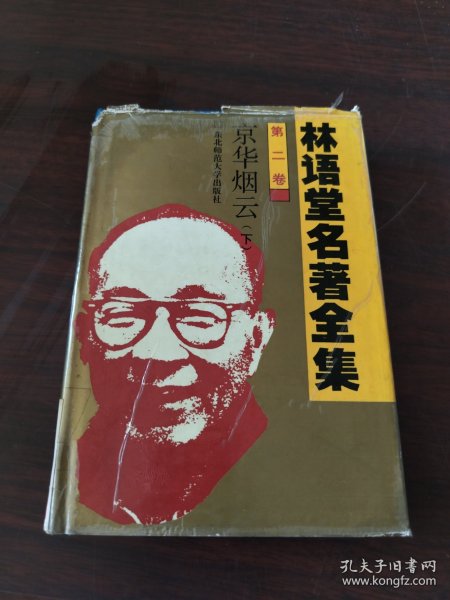 林语堂名著全集
第二卷
京华烟云(下)
东北师范大学出版社
孔夫子旧书网
www.kongfz.com